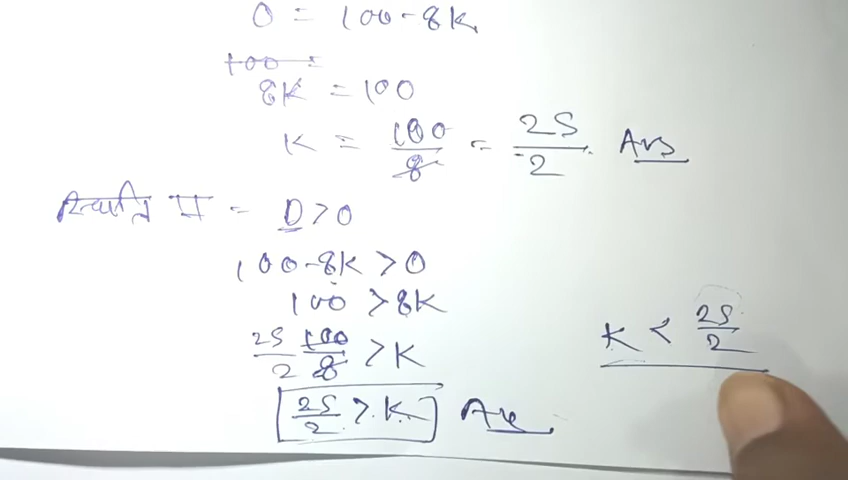 0 = 100-8K
100 =
8K = 100
K = 100/8 = 25/2 Ans
स्थिति II = D>0
100-8K >0
100 >8K
25/2 100/8 >K
K < 25/2
25/2 > K Ans